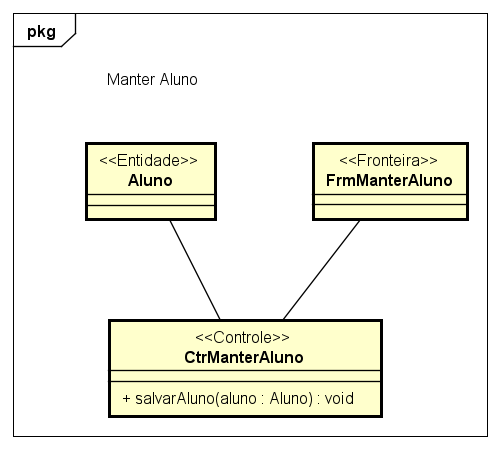 pkg
Manter Aluno
<<Entidade>>
Aluno
<<Fronteira>>
FrmManterAluno
<<Controle>>
CtrManterAluno
+ salvarAluno(aluno : Aluno) : void